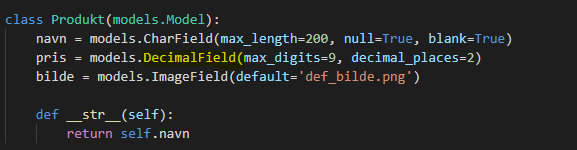 class Produkt(models.Model):
    navn = models.CharField(max_length=200, null=True, blank=True)
    pris = models.DecimalField(max_digits=9, decimal_places=2)
    bilde = models.ImageField(default='def_bilde.png')

    def __str__(self):
        return self.navn